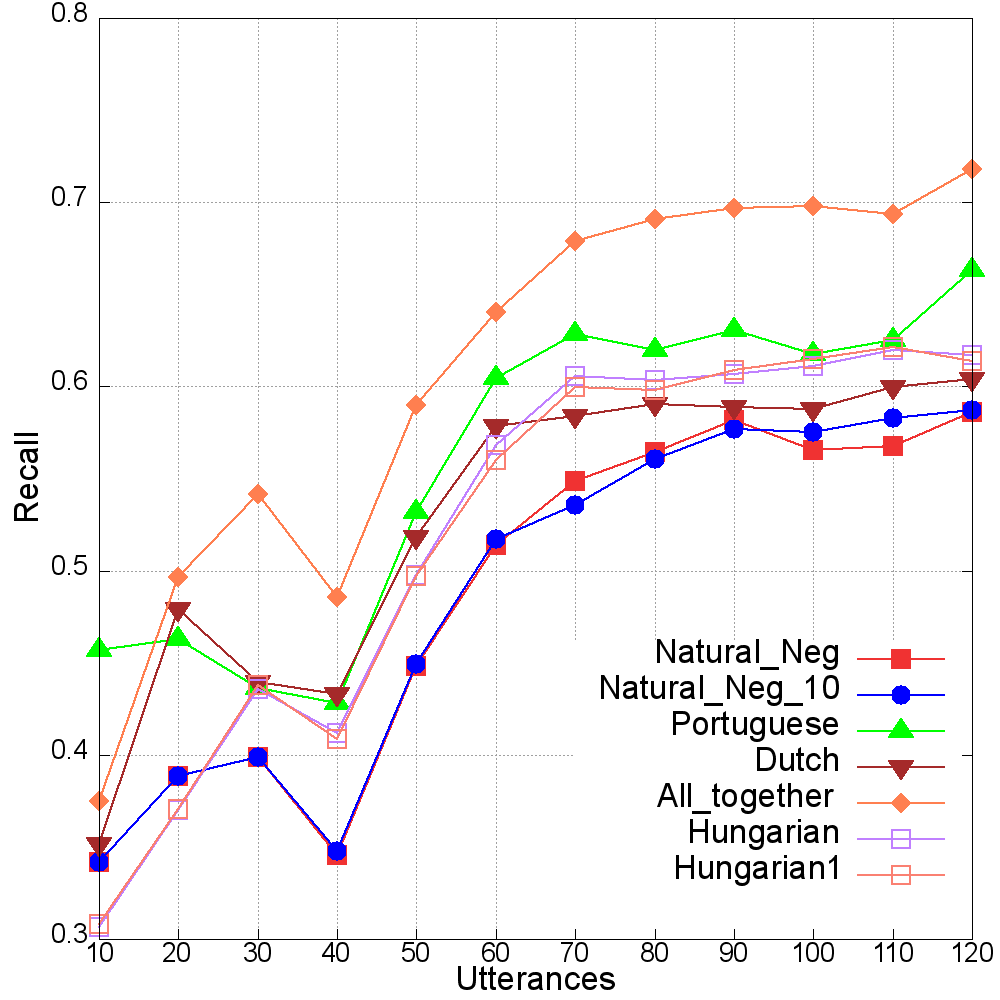 0.8
0.7
0.6
0.5
0.4
0.3
Recall
Natural_Neg
Natural_Neg_10
Portuguese
Dutch
All_together
Hungarian
Hungarian1
10 20 30 40 50 60 70 80 90 100 110 120
Utterances